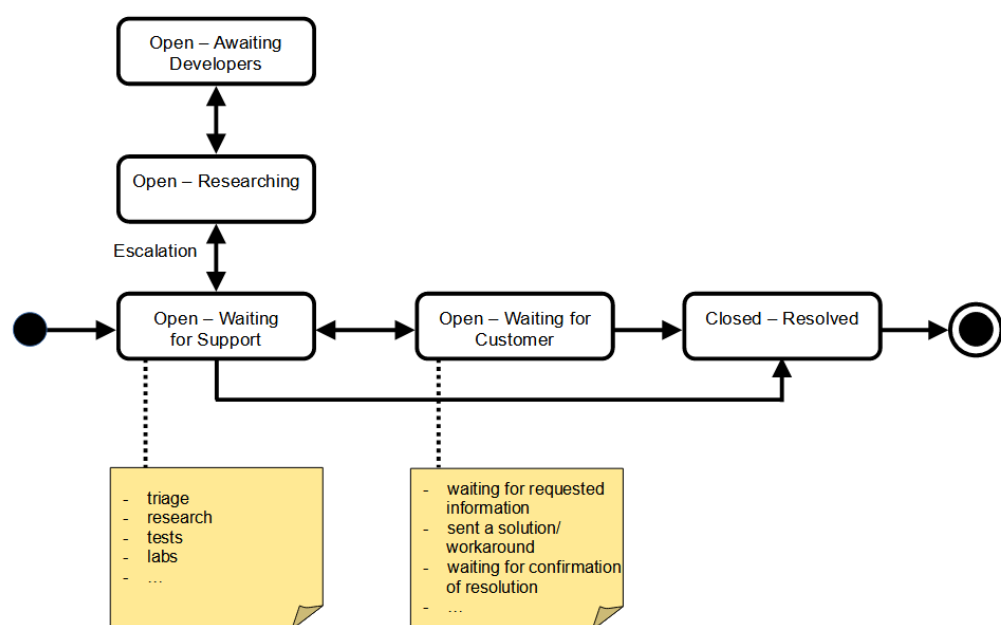 Open – Awaiting
Developers
Open – Researching
Escalation
Open – Waiting
for Support
Open – Waiting for
Customer
Closed – Resolved
- triage
- research
- tests
- labs
- ...
- waiting for requested
information
- sent a solution/
workaround
- waiting for confirmation
of resolution
- ...